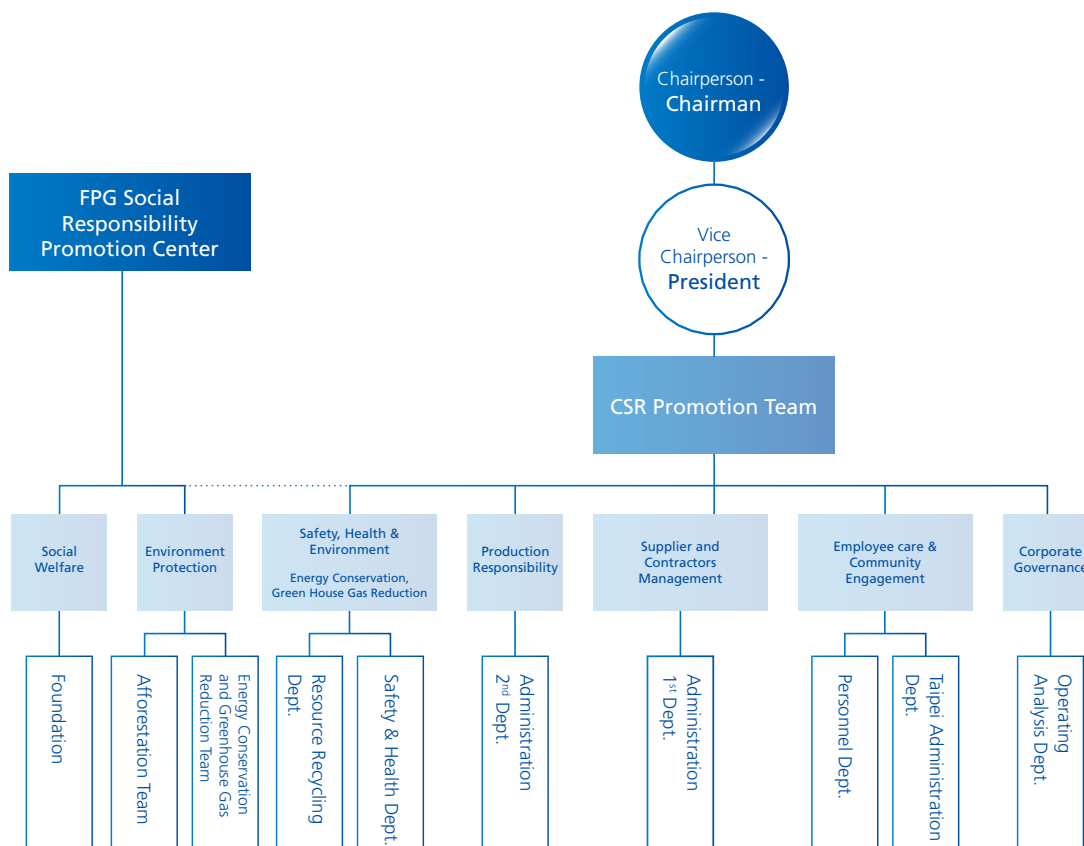 Chairperson -
Chairman
FPG Social
Responsibility
Promotion Center
Vice
Chairperson -
President
CSR Promotion Team
Social
Welfare
Environment
Protection
Safety, Health &
Environment
Energy Conservation,
Green House Gas Reduction
Production
Responsibility
Supplier and
Contractors
Management
Employee care &
Community
Engagement
Corporate
Governance
Foundation
Afforestation Team
Energy Conservation
and Greenhouse Gas
Reduction Team
Resource Recycling
Dept.
Safety & Health Dept.
Administration
2nd Dept.
Administration
1st Dept.
Personnel Dept.
Taipei Administration
Dept.
Operating
Analysis Dept.